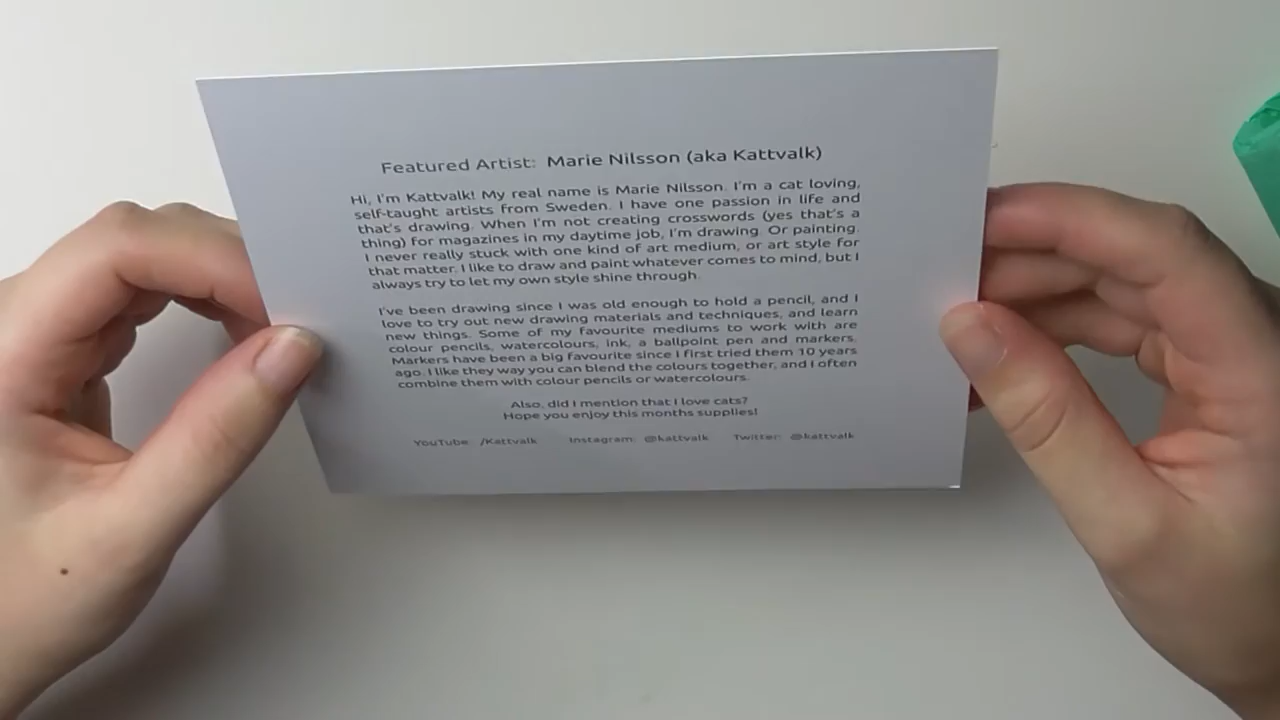 Featured Artist: Marie Nilsson (aka Kattvalk)
Hi, I'm Kattvalk! My real name is Marie Nilsson. I'm a cat loving,
self-taught artists from Sweden. I have one passion in life and
that's drawing. When I'm not creating crosswords (yes that's a
thing) for magazines in my daytime job, I'm drawing. Or painting.
I never really stuck with one kind of art medium, or art style for
that matter. I like to draw and paint whatever comes to mind, but I
always try to let my own style shine through.
I've been drawing since I was old enough to hold a pencil, and I
love to try out new drawing materials and techniques, and learn
new things. Some of my favourite mediums to work with are
colour pencils, watercolours, ink, a ballpoint pen and markers.
Markers have been a big favourite since I first tried them 10 years
ago. I like they way you can blend the colours together, and I often
combine them with colour pencils or watercolours.
Also, did I mention that I love cats?
Hope you enjoy this months supplies!
YouTube: /Kattvalk Instagram: @kattvalk Twitter: @kattvalk